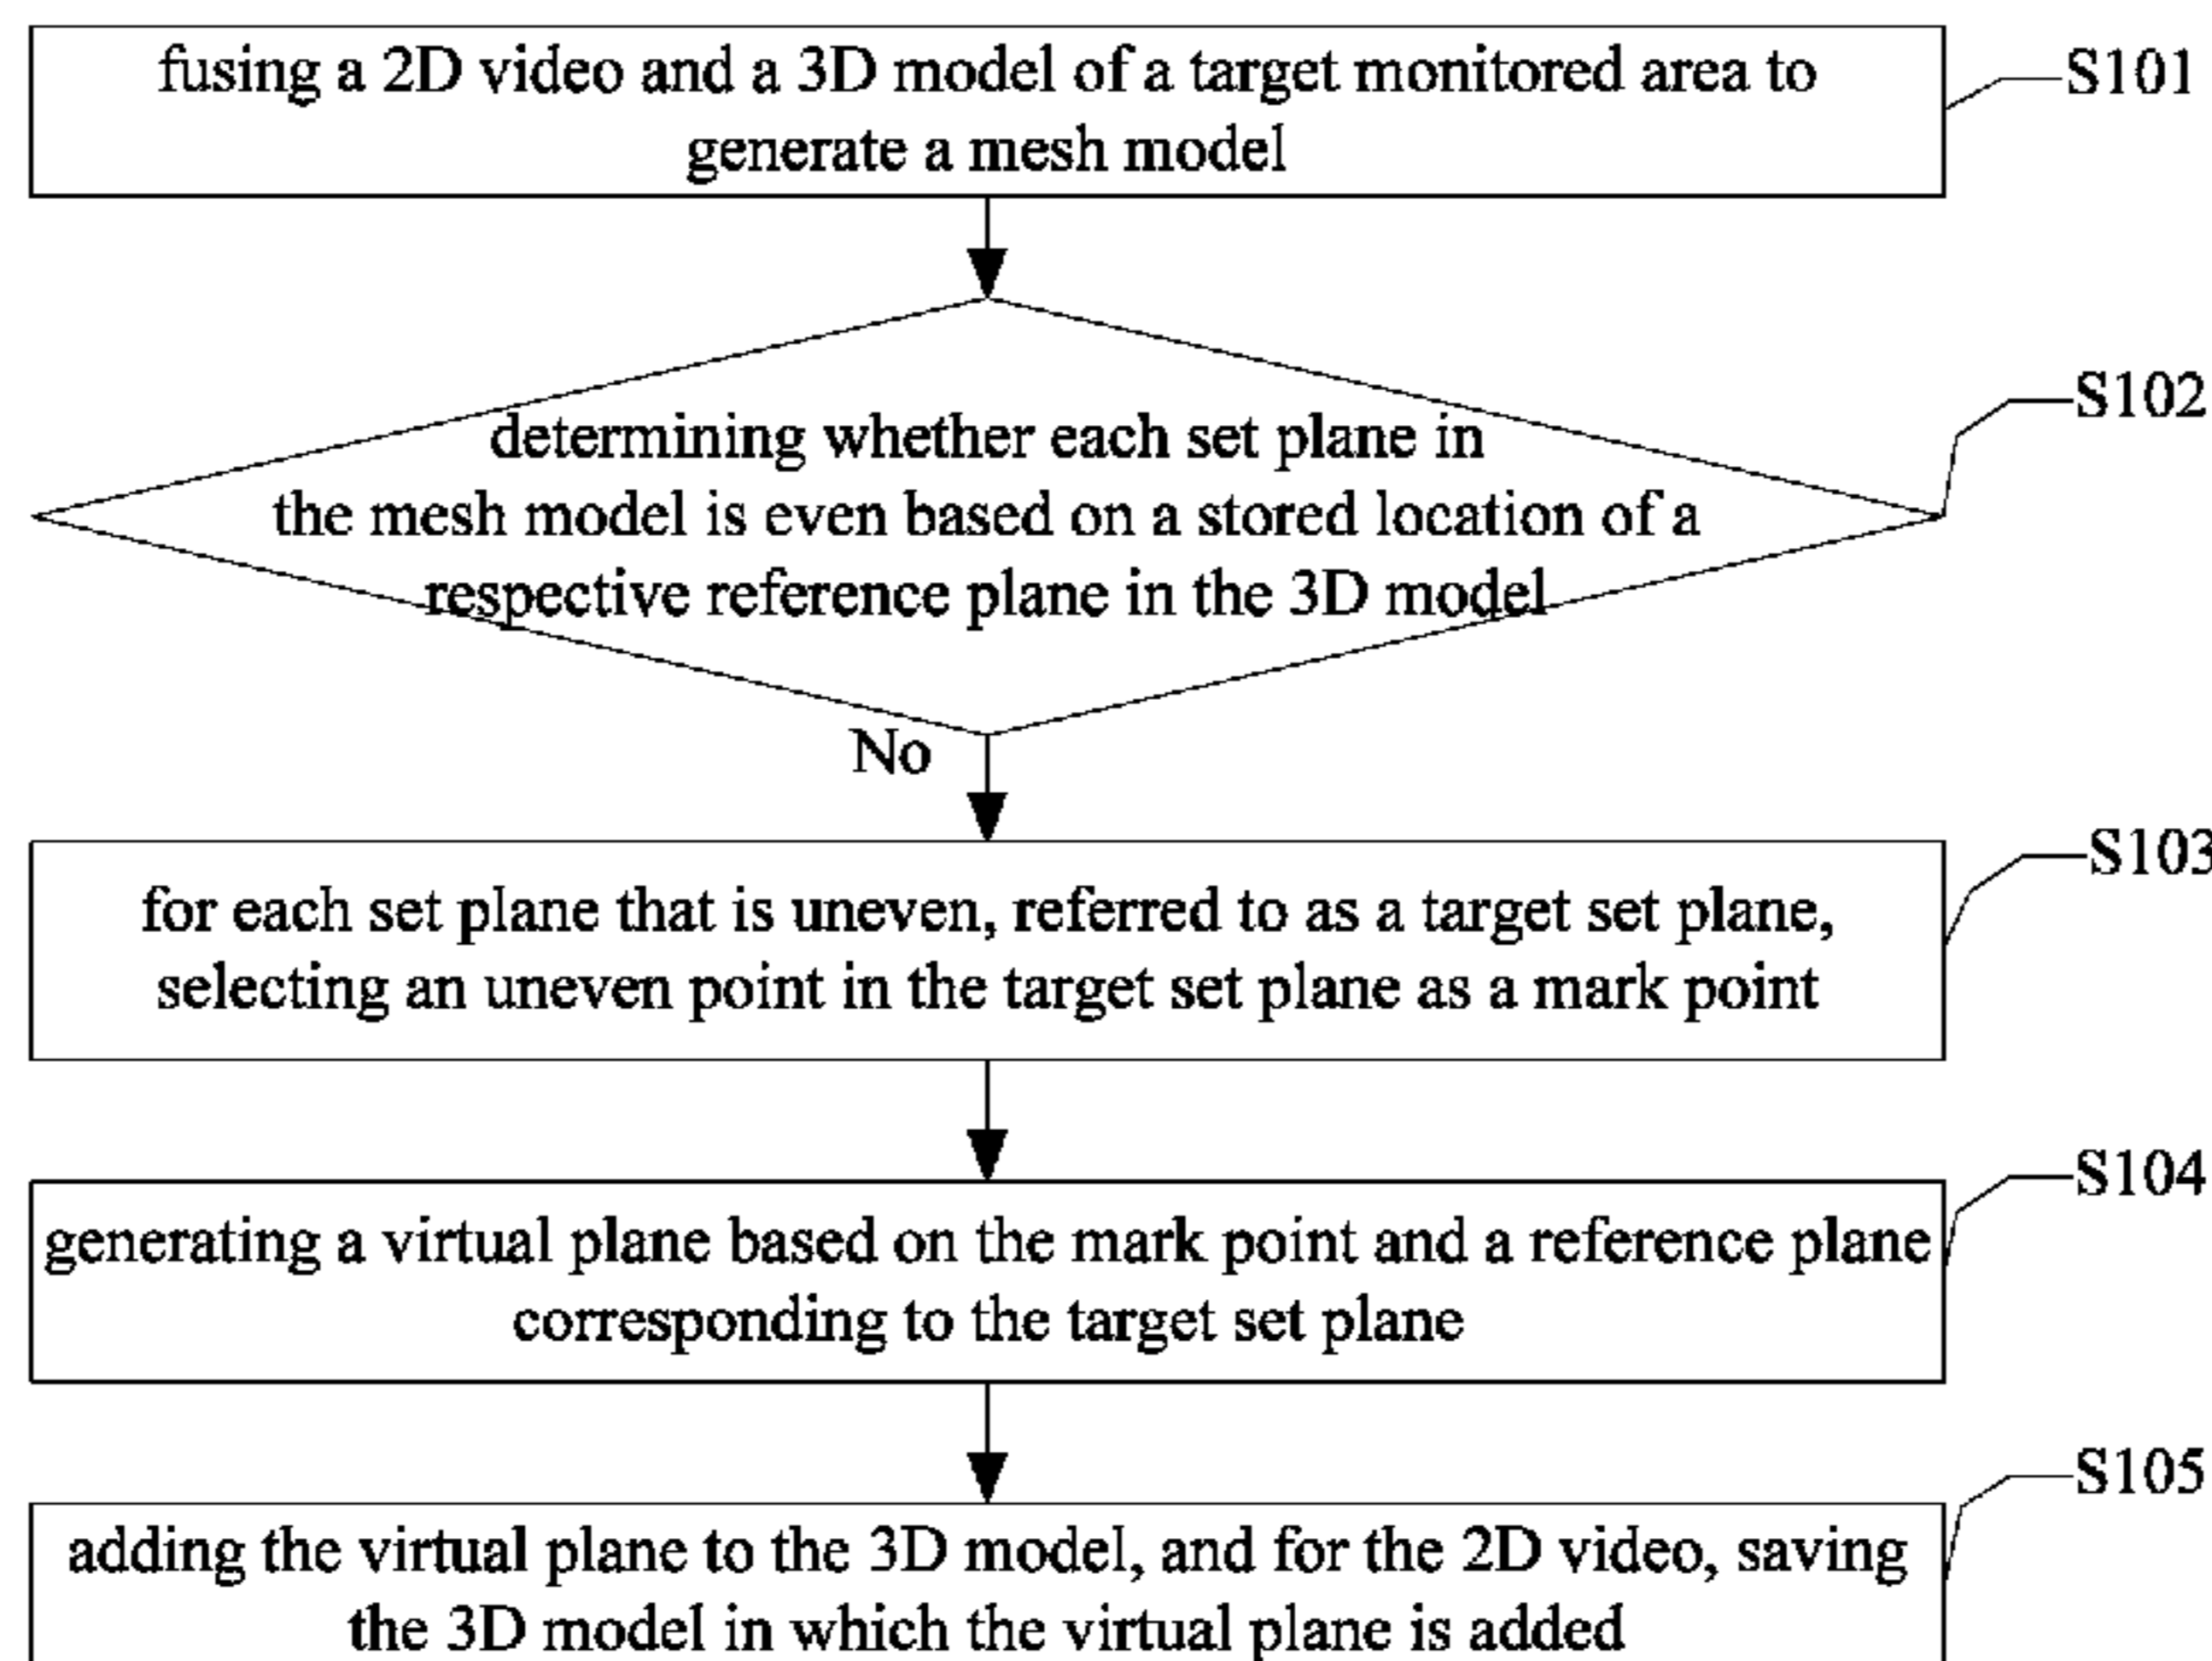 fusing a 2D video and a 3D model of a target monitored area to
generate a mesh model
S101
determining whether each set plane in
the mesh model is even based on a stored location of a
respective reference plane in the 3D model
S102
No
for each set plane that is uneven, referred to as a target set plane,
selecting an uneven point in the target set plane as a mark point
S103
generating a virtual plane based on the mark point and a reference plane
corresponding to the target set plane
S104
adding the virtual plane to the 3D model, and for the 2D video, saving
the 3D model in which the virtual plane is added
S105